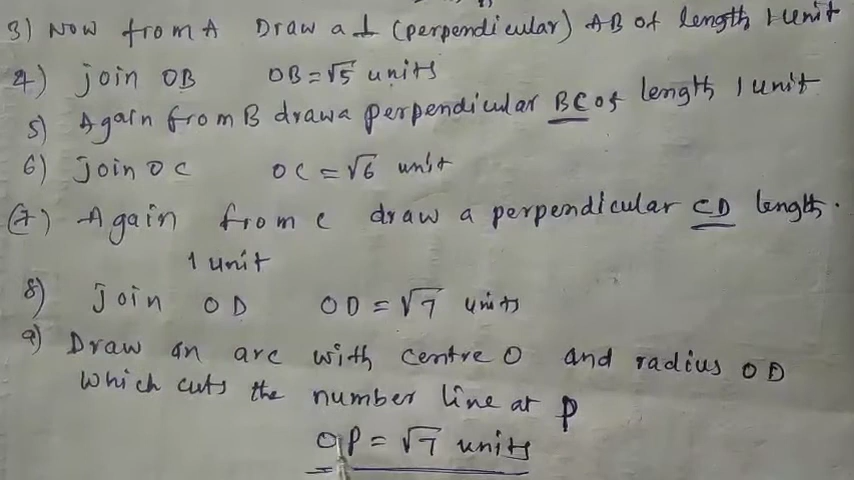 3) Now from A Draw a ⊥ (perpendicular) AB of length 1 unit
4) join OB OB = √5 units
5) Again from B draw a perpendicular BC of length 1 unit
6) join OC OC = √6 unit
(7) Again from C draw a perpendicular CD length.
1 unit
8) join OD OD = √7 units
9) Draw an arc with centre O and radius OD
which cuts the number line at P
OP = √7 units